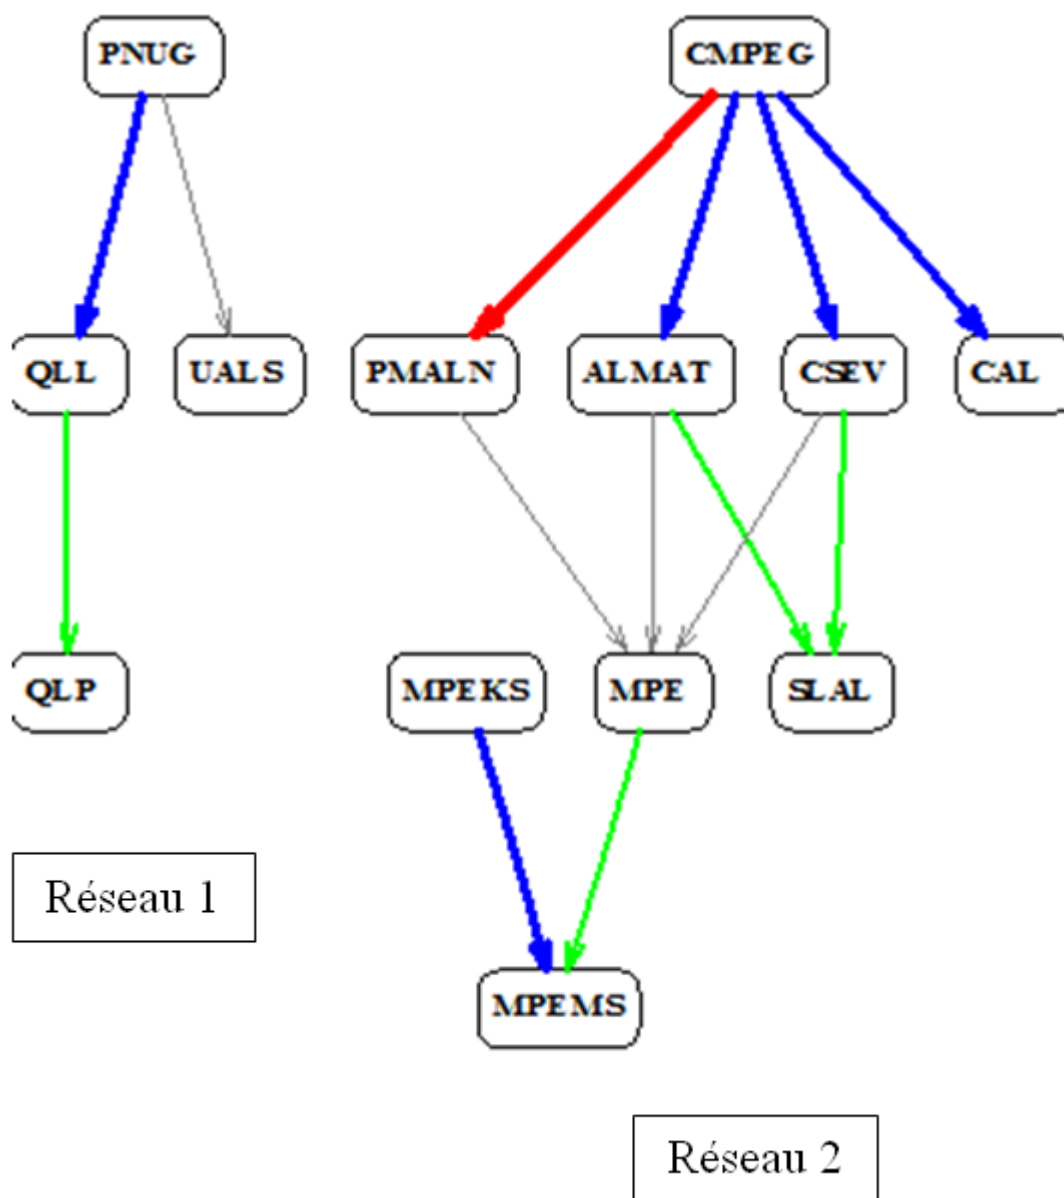 PNUG
CMPEG
QLL
UALS
PMALN
ALMAT
CSEV
CAL
QLP
MPEKS
MPE
SLAL
Réseau 1
MPEMS
Réseau 2